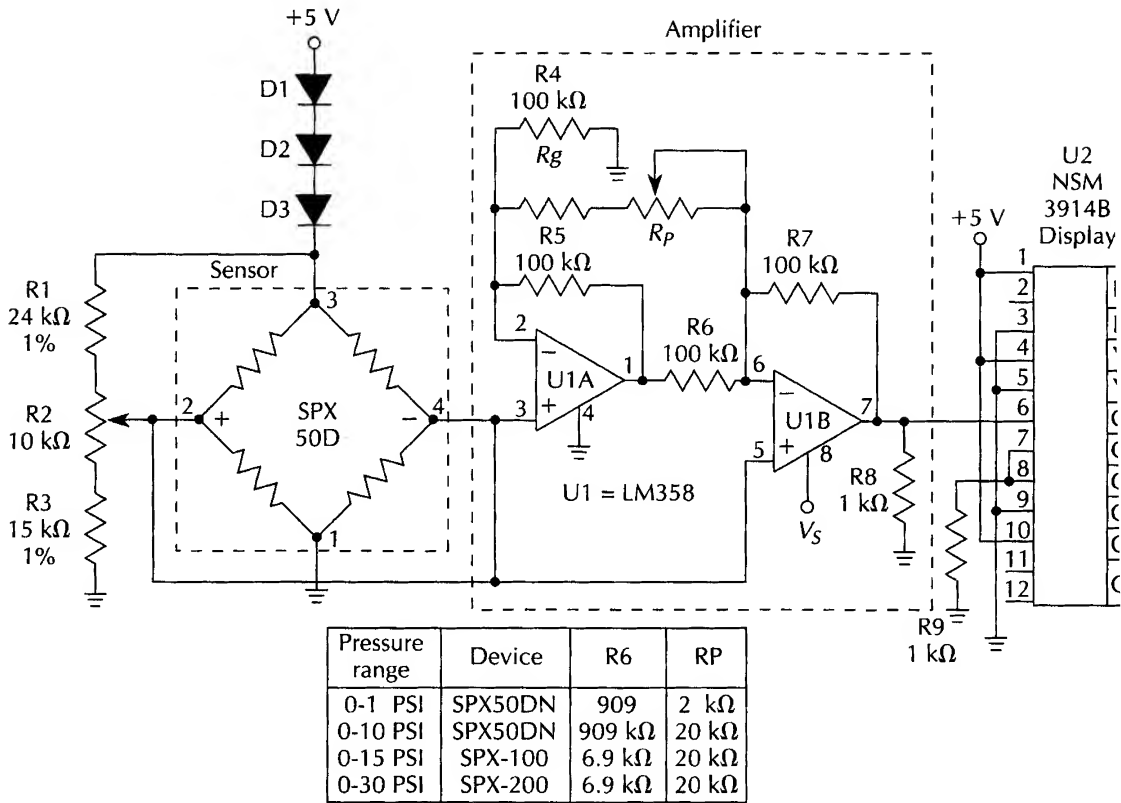 +5 V
D1
D2
D3
Amplifier
R4
100 kΩ
Rg
R5
100 kΩ
RP
R7
100 kΩ
U2
NSM
3914B
Display
+5 V
Sensor
R1
24 kΩ
1%
R2
10 kΩ
R3
15 kΩ
1%
3
2
+
SPX
50D
−
4
1
2
−
U1A
3
+
4
1
R6
100 kΩ
6
−
U1B
5
+
7
8
VS
U1 = LM358
R8
1 kΩ
R9
1 kΩ
1
2
3
4
5
6
7
8
9
10
11
12
Pressure range Device R6 RP
0-1 PSI SPX50DN 909 2 kΩ
0-10 PSI SPX50DN 909 kΩ 20 kΩ
0-15 PSI SPX-100 6.9 kΩ 20 kΩ
0-30 PSI SPX-200 6.9 kΩ 20 kΩ